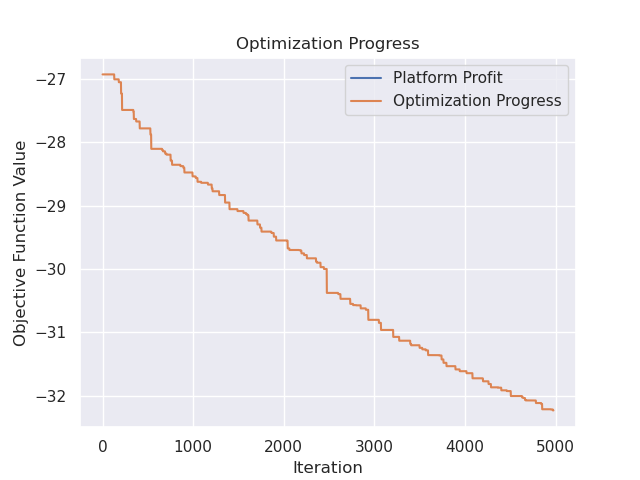 Optimization Progress
Platform Profit
Optimization Progress
Objective Function Value
−27
−28
−29
−30
−31
−32
0 1000 2000 3000 4000 5000
Iteration